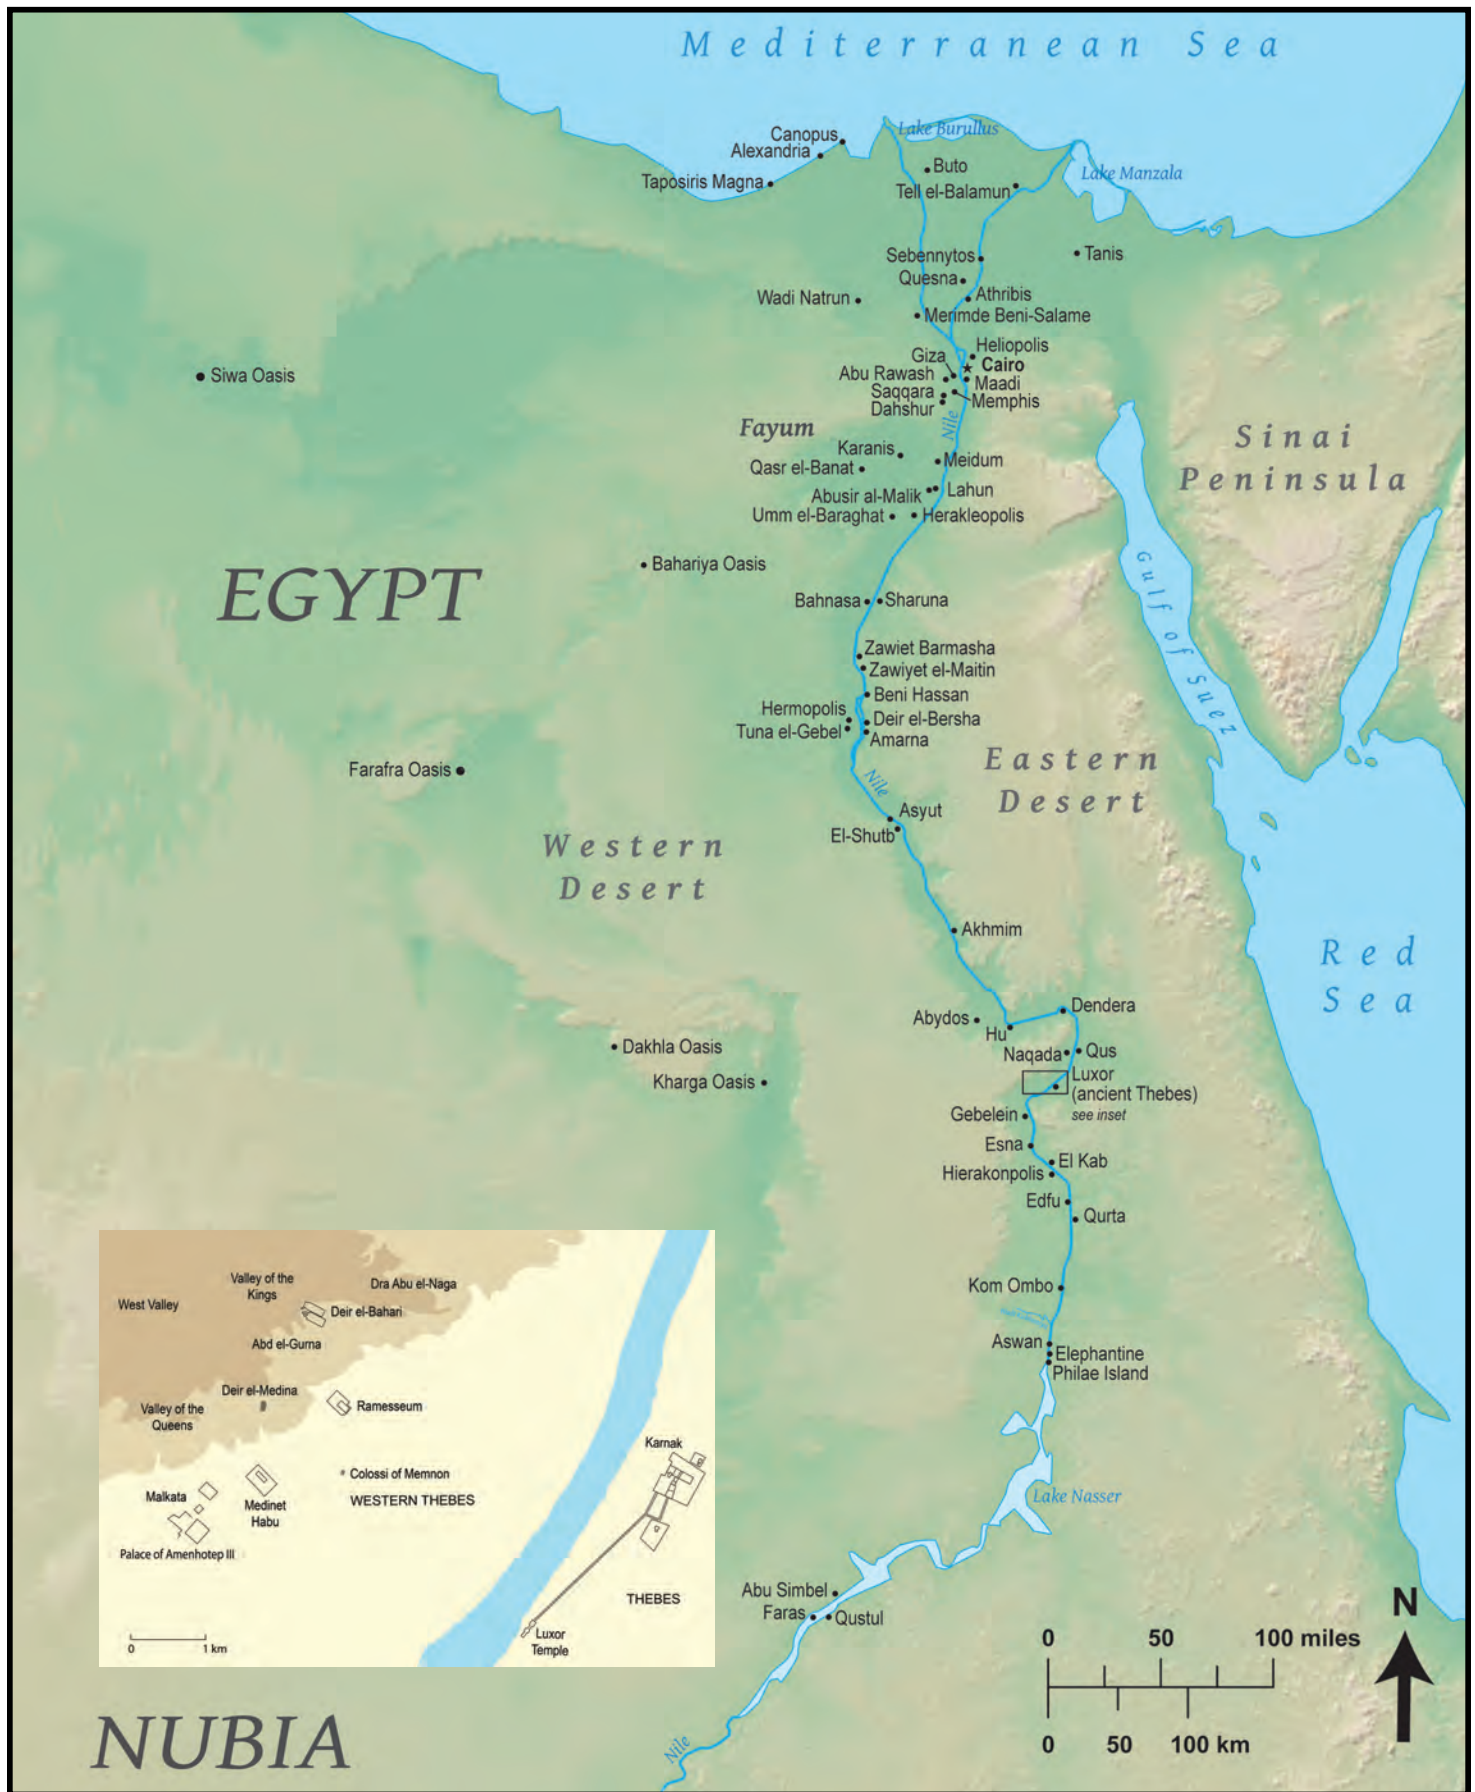 Mediterranean Sea
Lake Burullus
Canopus
Alexandria
Buto
Lake Manzala
Taposiris Magna
Tell el-Balamun
Sebennytos
Tanis
Quesna
Wadi Natrun
Athribis
Merimde Beni-Salame
Heliopolis
Giza
Cairo
Siwa Oasis
Abu Rawash
Maadi
Saqqara
Memphis
Dahshur
Nile
Fayum
Sinai
Peninsula
Karanis
Meidum
Qasr el-Banat
Abusir al-Malik
Lahun
Umm el-Baraghat
Herakleopolis
Bahariya Oasis
EGYPT
Gulf of Suez
Bahnasa
Sharuna
Zawiet Barmasha
Zawiyet el-Maitin
Beni Hassan
Hermopolis
Deir el-Bersha
Tuna el-Gebel
Amarna
Eastern
Desert
Farafra Oasis
Nile
Asyut
El-Shutb
Western
Desert
Akhmim
Red
Sea
Dendera
Abydos
Hu
Dakhla Oasis
Naqada
Qus
Kharga Oasis
Luxor
(ancient Thebes)
see inset
Gebelein
Esna
El Kab
Hierakonpolis
Edfu
Qurta
Kom Ombo
Aswan
Elephantine
Philae Island
Lake Nasser
Abu Simbel
Faras
Qustul
Nile
NUBIA
Valley of the
Kings
Dra Abu el-Naga
West Valley
Deir el-Bahari
Abd el-Gurna
Deir el-Medina
Valley of the
Queens
Ramesseum
Karnak
Colossi of Memnon
Malkata
Medinet
Habu
WESTERN THEBES
Palace of Amenhotep III
THEBES
Luxor
Temple
0 1 km
N
0 50 100 miles
0 50 100 km